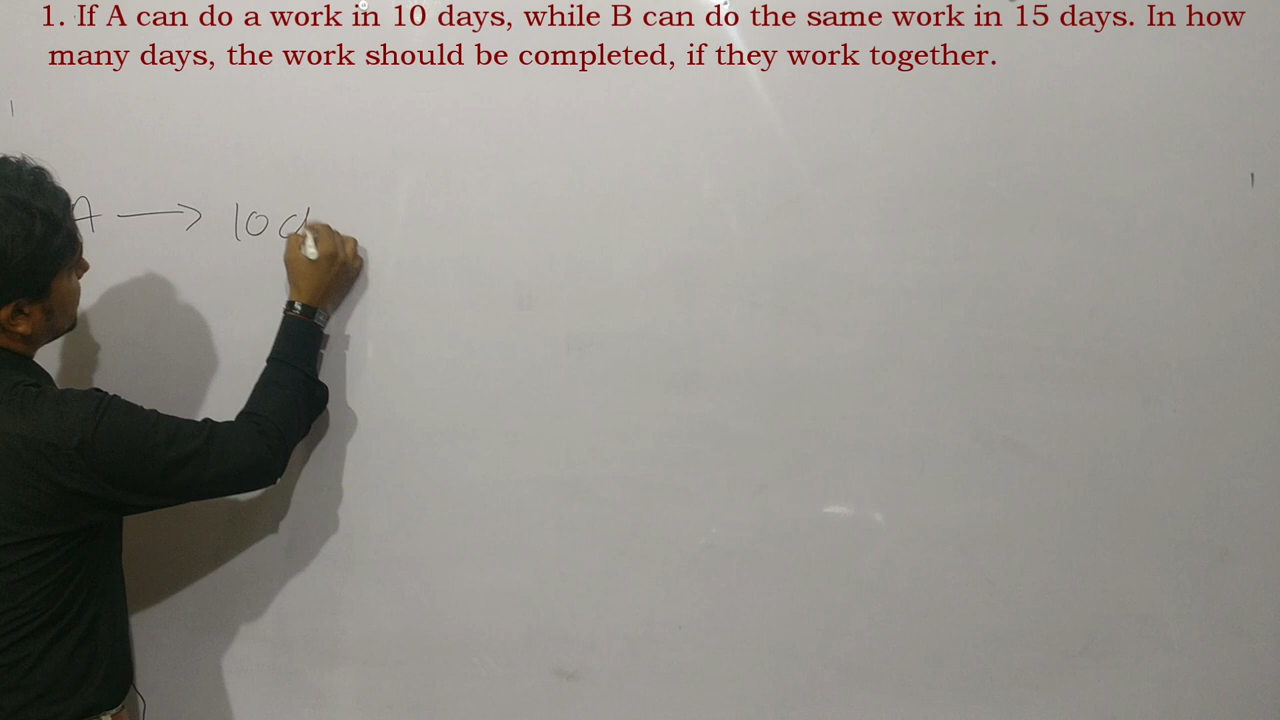 1. If A can do a work in 10 days, while B can do the same work in 15 days. In how
many days, the work should be completed, if they work together.
A → 10 d